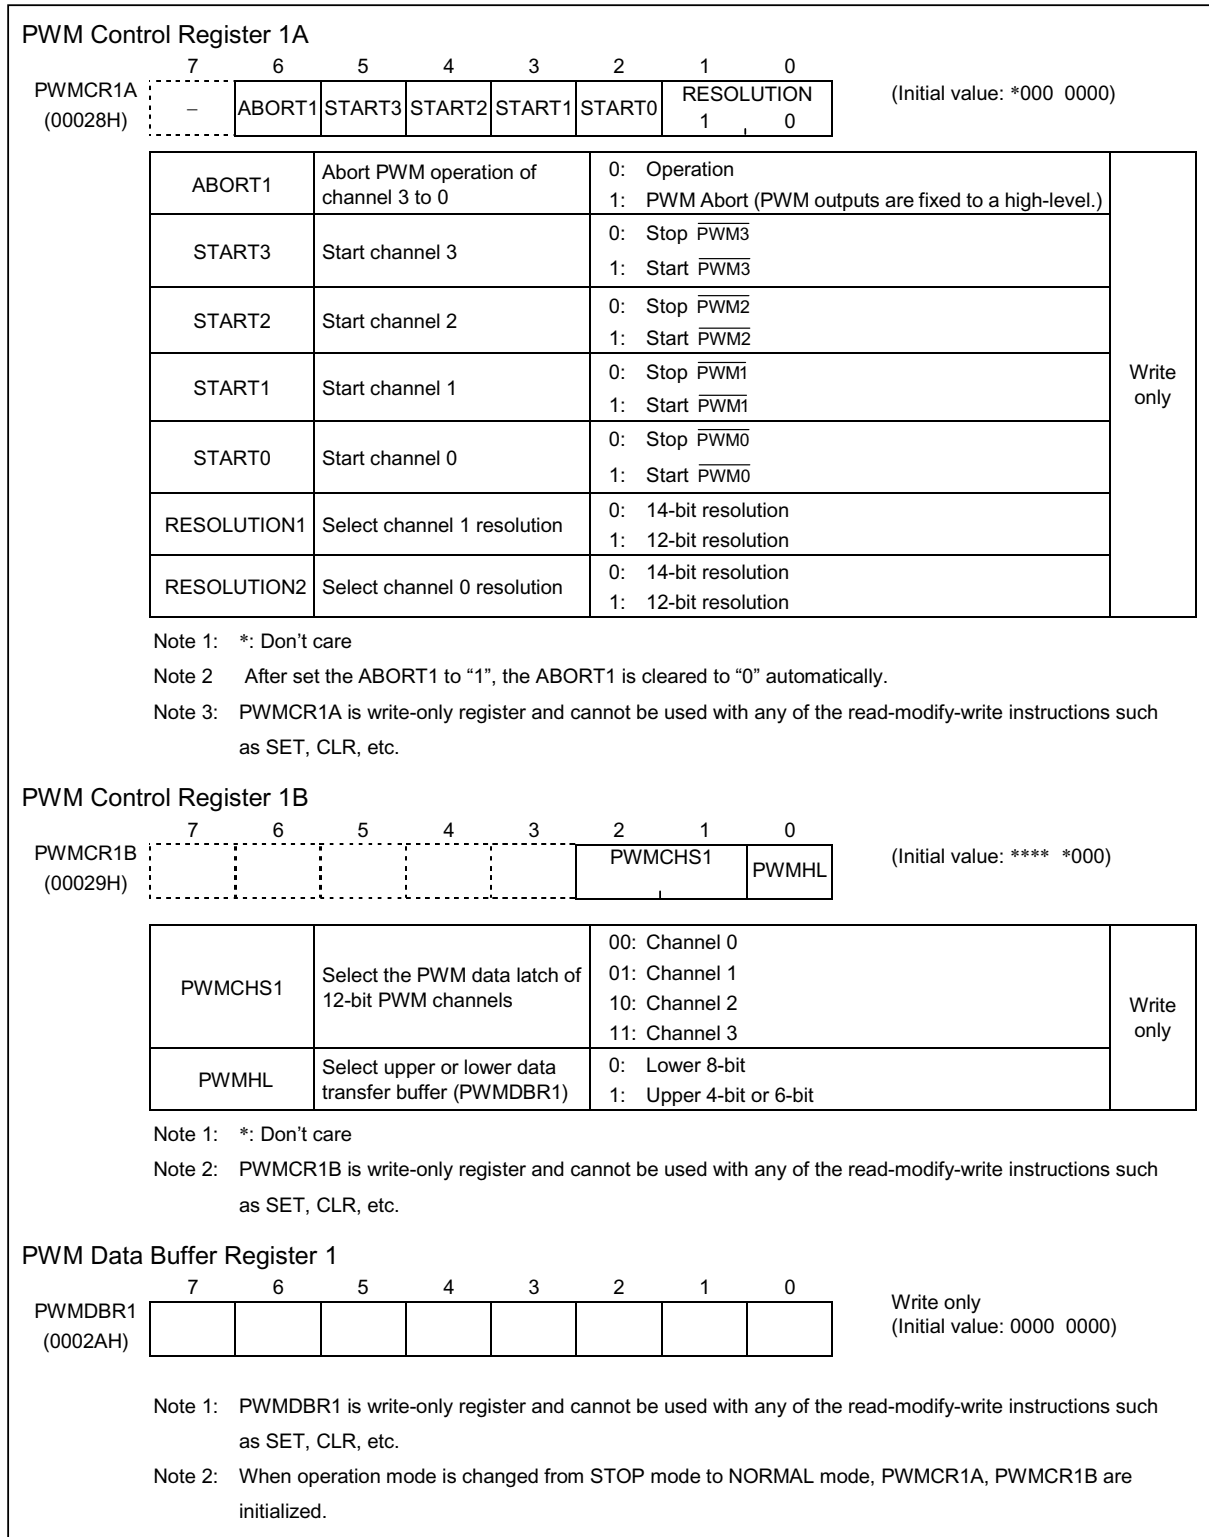 PWM Control Register 1A
7 6 5 4 3 2 1 0
PWMCR1A
(00028H)
– ABORT1 START3 START2 START1 START0 RESOLUTION
1 0
(Initial value: *000 0000)
ABORT1
Abort PWM operation of
channel 3 to 0
0: Operation
1: PWM Abort (PWM outputs are fixed to a high-level.)
START3
Start channel 3
0: Stop PWM3
1: Start PWM3
START2
Start channel 2
0: Stop PWM2
1: Start PWM2
START1
Start channel 1
0: Stop PWM1
1: Start PWM1
START0
Start channel 0
0: Stop PWM0
1: Start PWM0
RESOLUTION1
Select channel 1 resolution
0: 14-bit resolution
1: 12-bit resolution
RESOLUTION2
Select channel 0 resolution
0: 14-bit resolution
1: 12-bit resolution
Write
only
Note 1: *: Don’t care
Note 2 After set the ABORT1 to “1”, the ABORT1 is cleared to “0” automatically.
Note 3: PWMCR1A is write-only register and cannot be used with any of the read-modify-write instructions such
as SET, CLR, etc.
PWM Control Register 1B
7 6 5 4 3 2 1 0
PWMCR1B
(00029H)
PWMCHS1 PWMHL
(Initial value: **** *000)
PWMCHS1
Select the PWM data latch of
12-bit PWM channels
00: Channel 0
01: Channel 1
10: Channel 2
11: Channel 3
PWMHL
Select upper or lower data
transfer buffer (PWMDBR1)
0: Lower 8-bit
1: Upper 4-bit or 6-bit
Write
only
Note 1: *: Don’t care
Note 2: PWMCR1B is write-only register and cannot be used with any of the read-modify-write instructions such
as SET, CLR, etc.
PWM Data Buffer Register 1
7 6 5 4 3 2 1 0
PWMDBR1
(0002AH)
Write only
(Initial value: 0000 0000)
Note 1: PWMDBR1 is write-only register and cannot be used with any of the read-modify-write instructions such
as SET, CLR, etc.
Note 2: When operation mode is changed from STOP mode to NORMAL mode, PWMCR1A, PWMCR1B are
initialized.